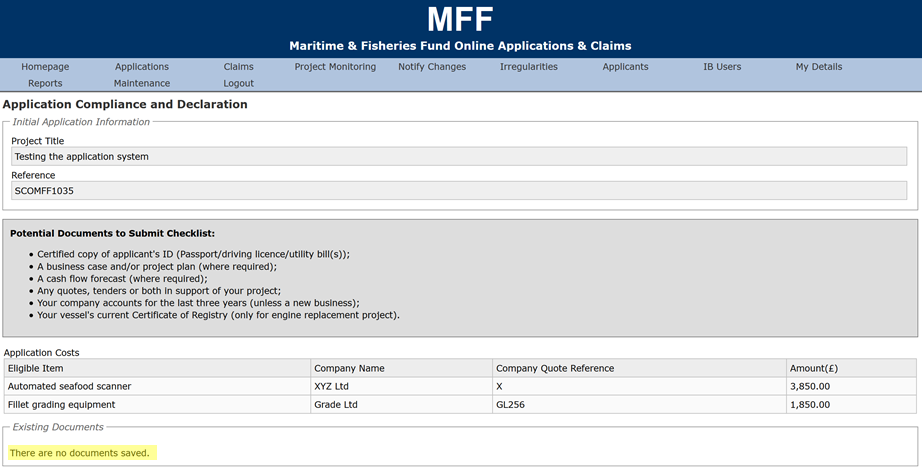 MFF
Maritime & Fisheries Fund Online Applications & Claims
Homepage Applications Claims Project Monitoring Notify Changes Irregularities Applicants IB Users My Details
Reports Maintenance Logout
Application Compliance and Declaration
Initial Application Information
Project Title
Testing the application system
Reference
SCOMFF1035
Potential Documents to Submit Checklist:
• Certified copy of applicant's ID (Passport/driving licence/utility bill(s));
• A business case and/or project plan (where required);
• A cash flow forecast (where required);
• Any quotes, tenders or both in support of your project;
• Your company accounts for the last three years (unless a new business);
• Your vessel's current Certificate of Registry (only for engine replacement project).
Application Costs
Eligible Item Company Name Company Quote Reference Amount(£)
Automated seafood scanner XYZ Ltd X 3,850.00
Fillet grading equipment Grade Ltd GL256 1,850.00
Existing Documents
There are no documents saved.